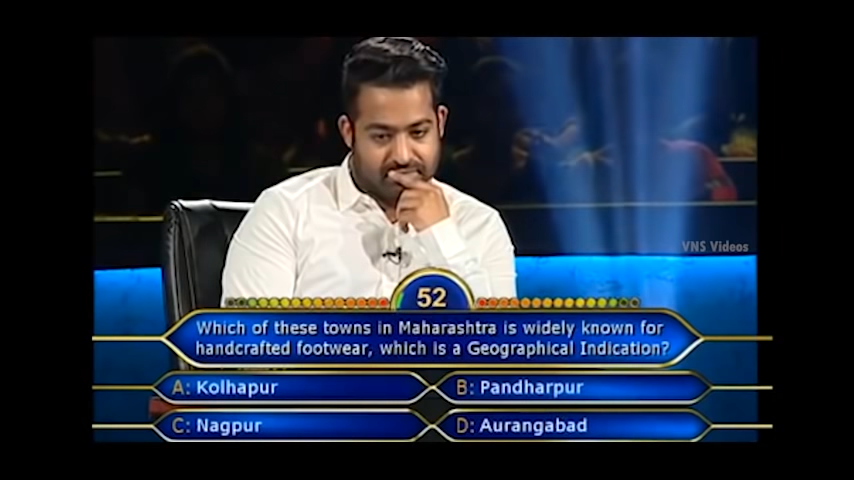 VNS Videos
52
Which of these towns in Maharashtra is widely known for
handcrafted footwear, which is a Geographical Indication?
A: Kolhapur
B: Pandharpur
C: Nagpur
D: Aurangabad